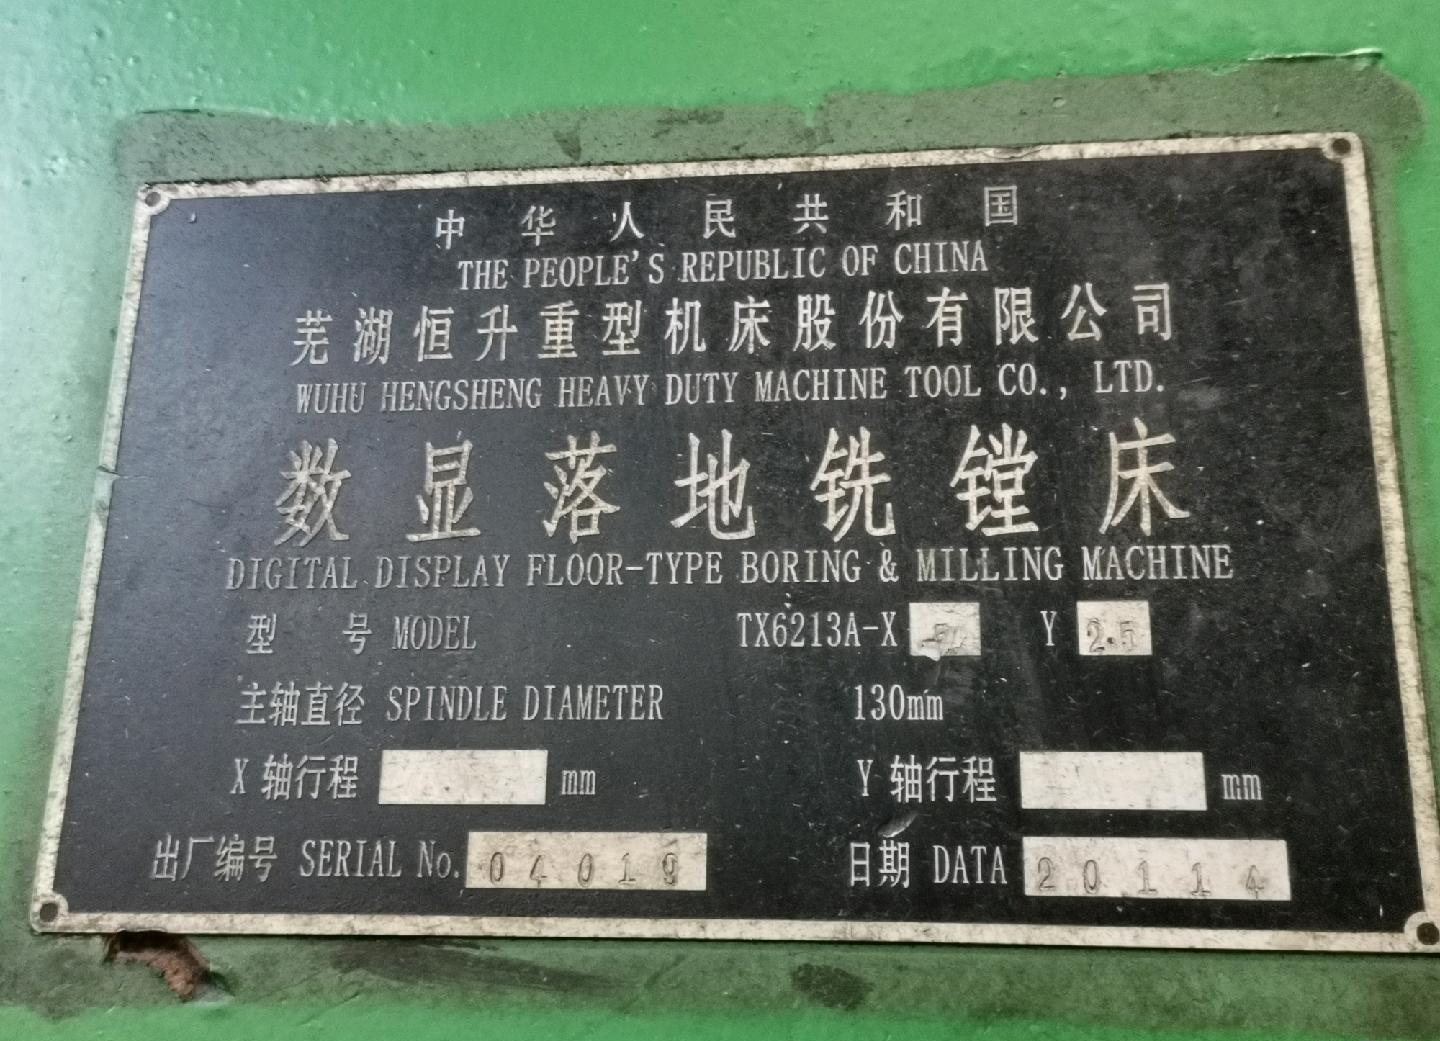 中华人民共和国
THE PEOPLE'S REPUBLIC OF CHINA
芜湖恒升重型机床股份有限公司
WUHU HENGSHENG HEAVY DUTY MACHINE TOOL CO., LTD.
数显落地铣镗床
DIGITAL DISPLAY FLOOR-TYPE BORING & MILLING MACHINE
型号 MODEL TX6213A-X Y 2.5
主轴直径 SPINDLE DIAMETER 130mm
X 轴行程 mm Y 轴行程 mm
出厂编号 SERIAL No. 04019 日期 DATA 20114